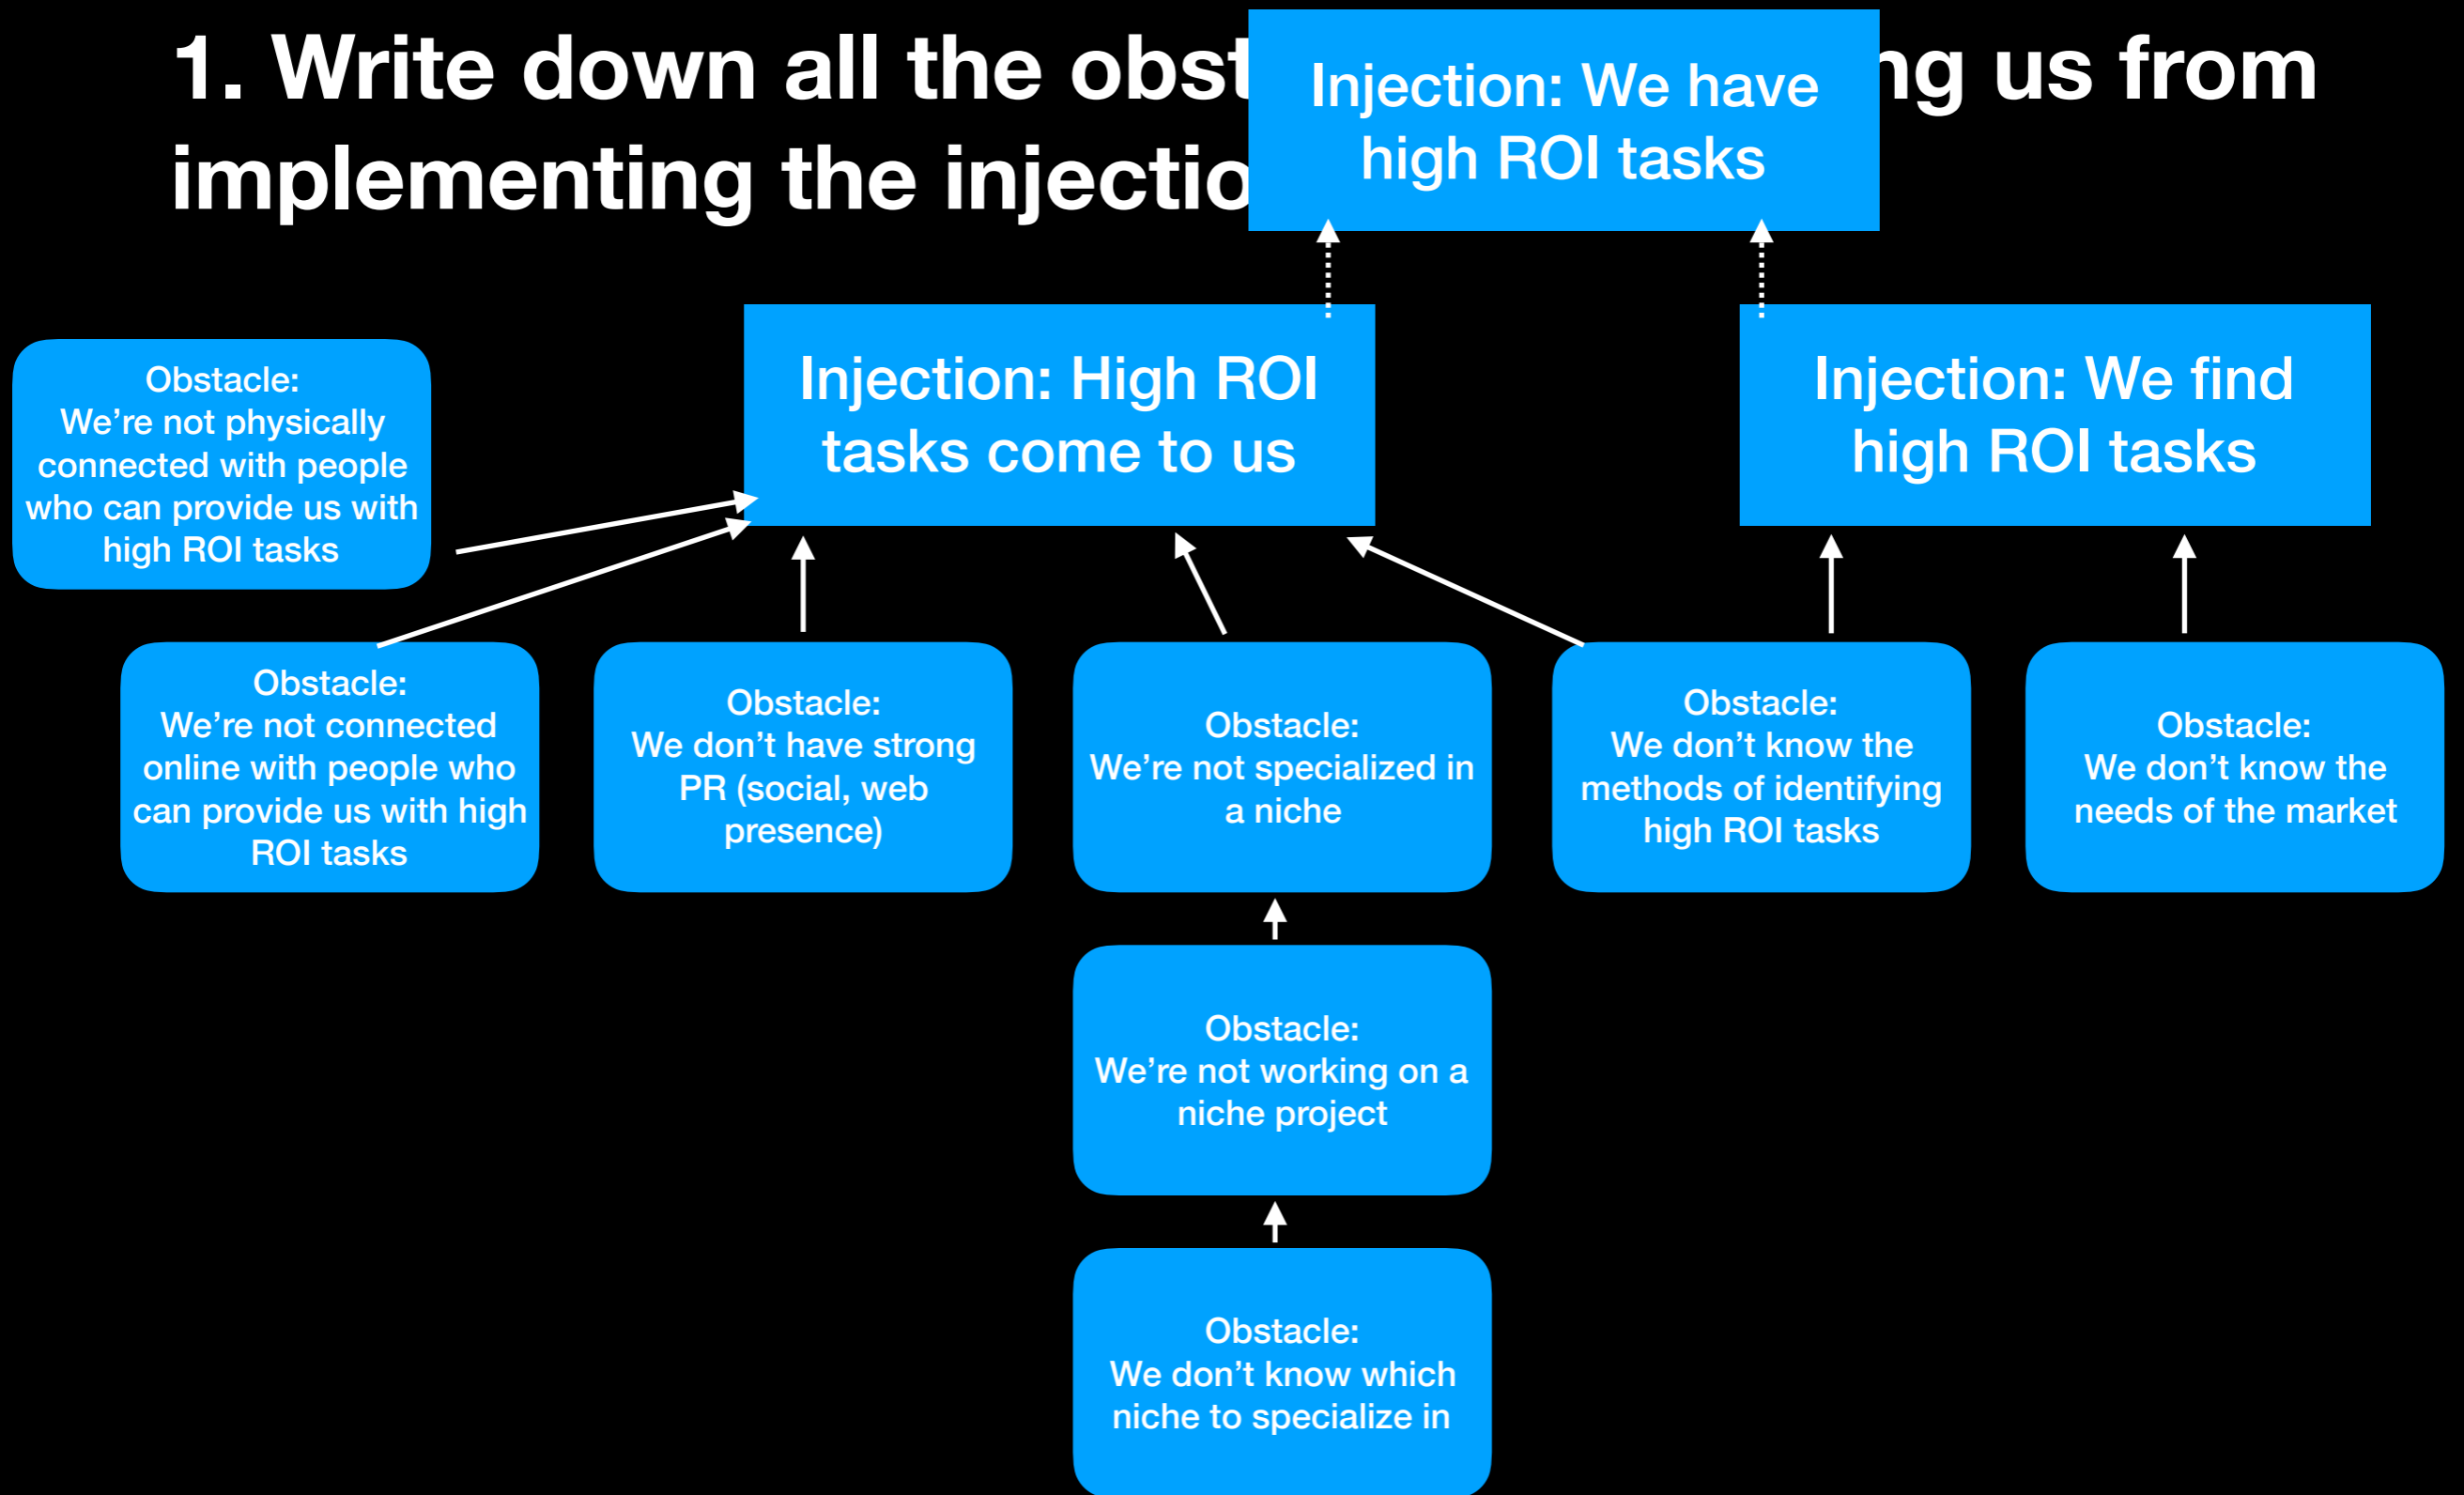 1. Write down all the obst
ng us from
implementing the injectio
Injection: We have
high ROI tasks
Injection: High ROI
tasks come to us
Injection: We find
high ROI tasks
Obstacle:
We’re not physically
connected with people
who can provide us with
high ROI tasks
Obstacle:
We’re not connected
online with people who
can provide us with high
ROI tasks
Obstacle:
We don’t have strong
PR (social, web
presence)
Obstacle:
We’re not specialized in
a niche
Obstacle:
We don’t know the
methods of identifying
high ROI tasks
Obstacle:
We don’t know the
needs of the market
Obstacle:
We’re not working on a
niche project
Obstacle:
We don’t know which
niche to specialize in